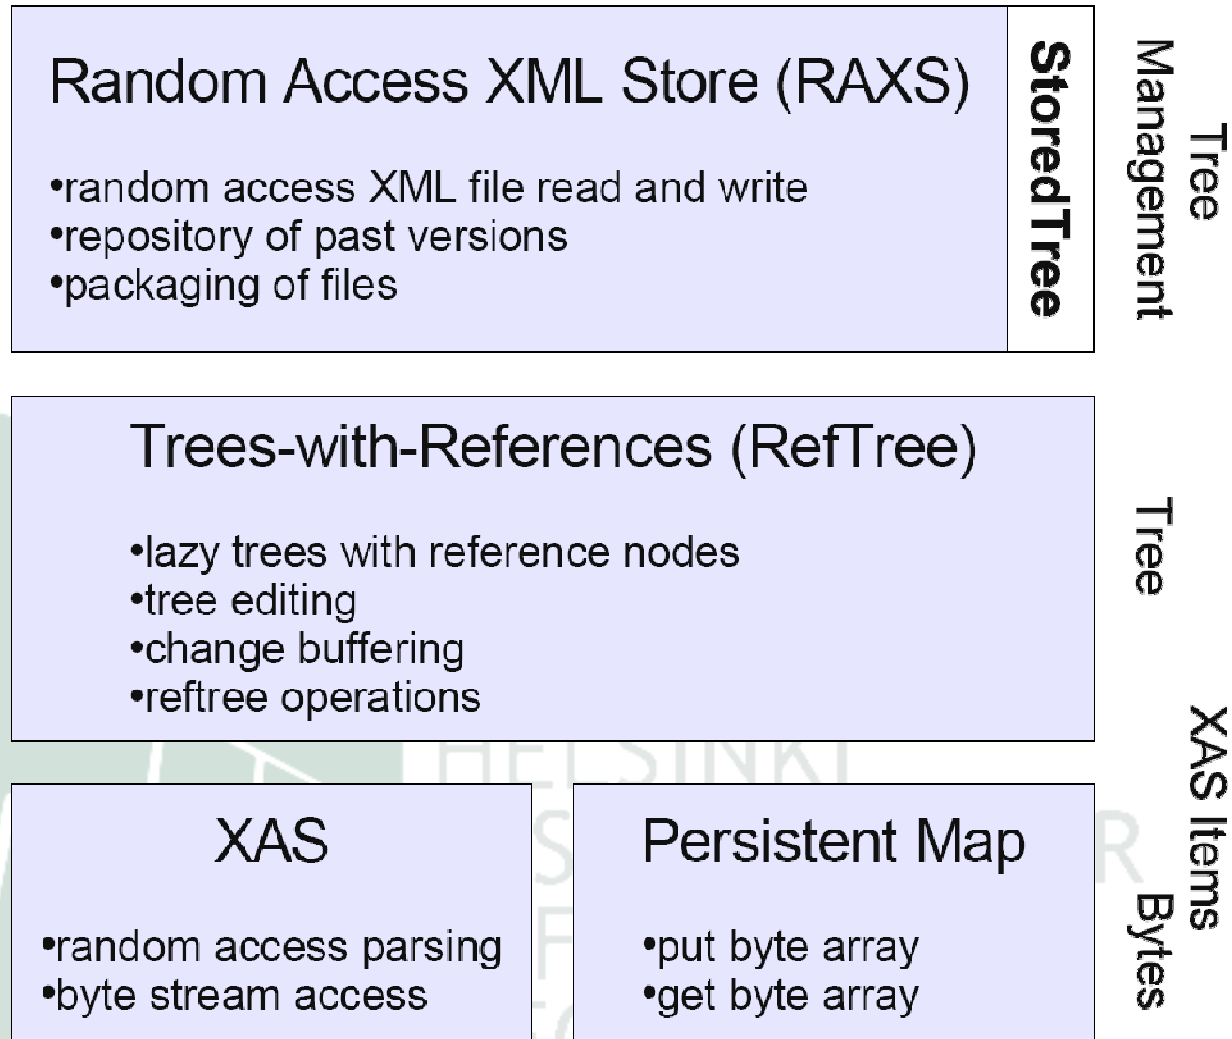 Random Access XML Store (RAXS)
•random access XML file read and write
•repository of past versions
•packaging of files
StoredTree
Tree
Management
Trees-with-References (RefTree)
•lazy trees with reference nodes
•tree editing
•change buffering
•reftree operations
Tree
XAS Items
XAS
•random access parsing
•byte stream access
Persistent Map
•put byte array
•get byte array
Bytes
HELSINKI